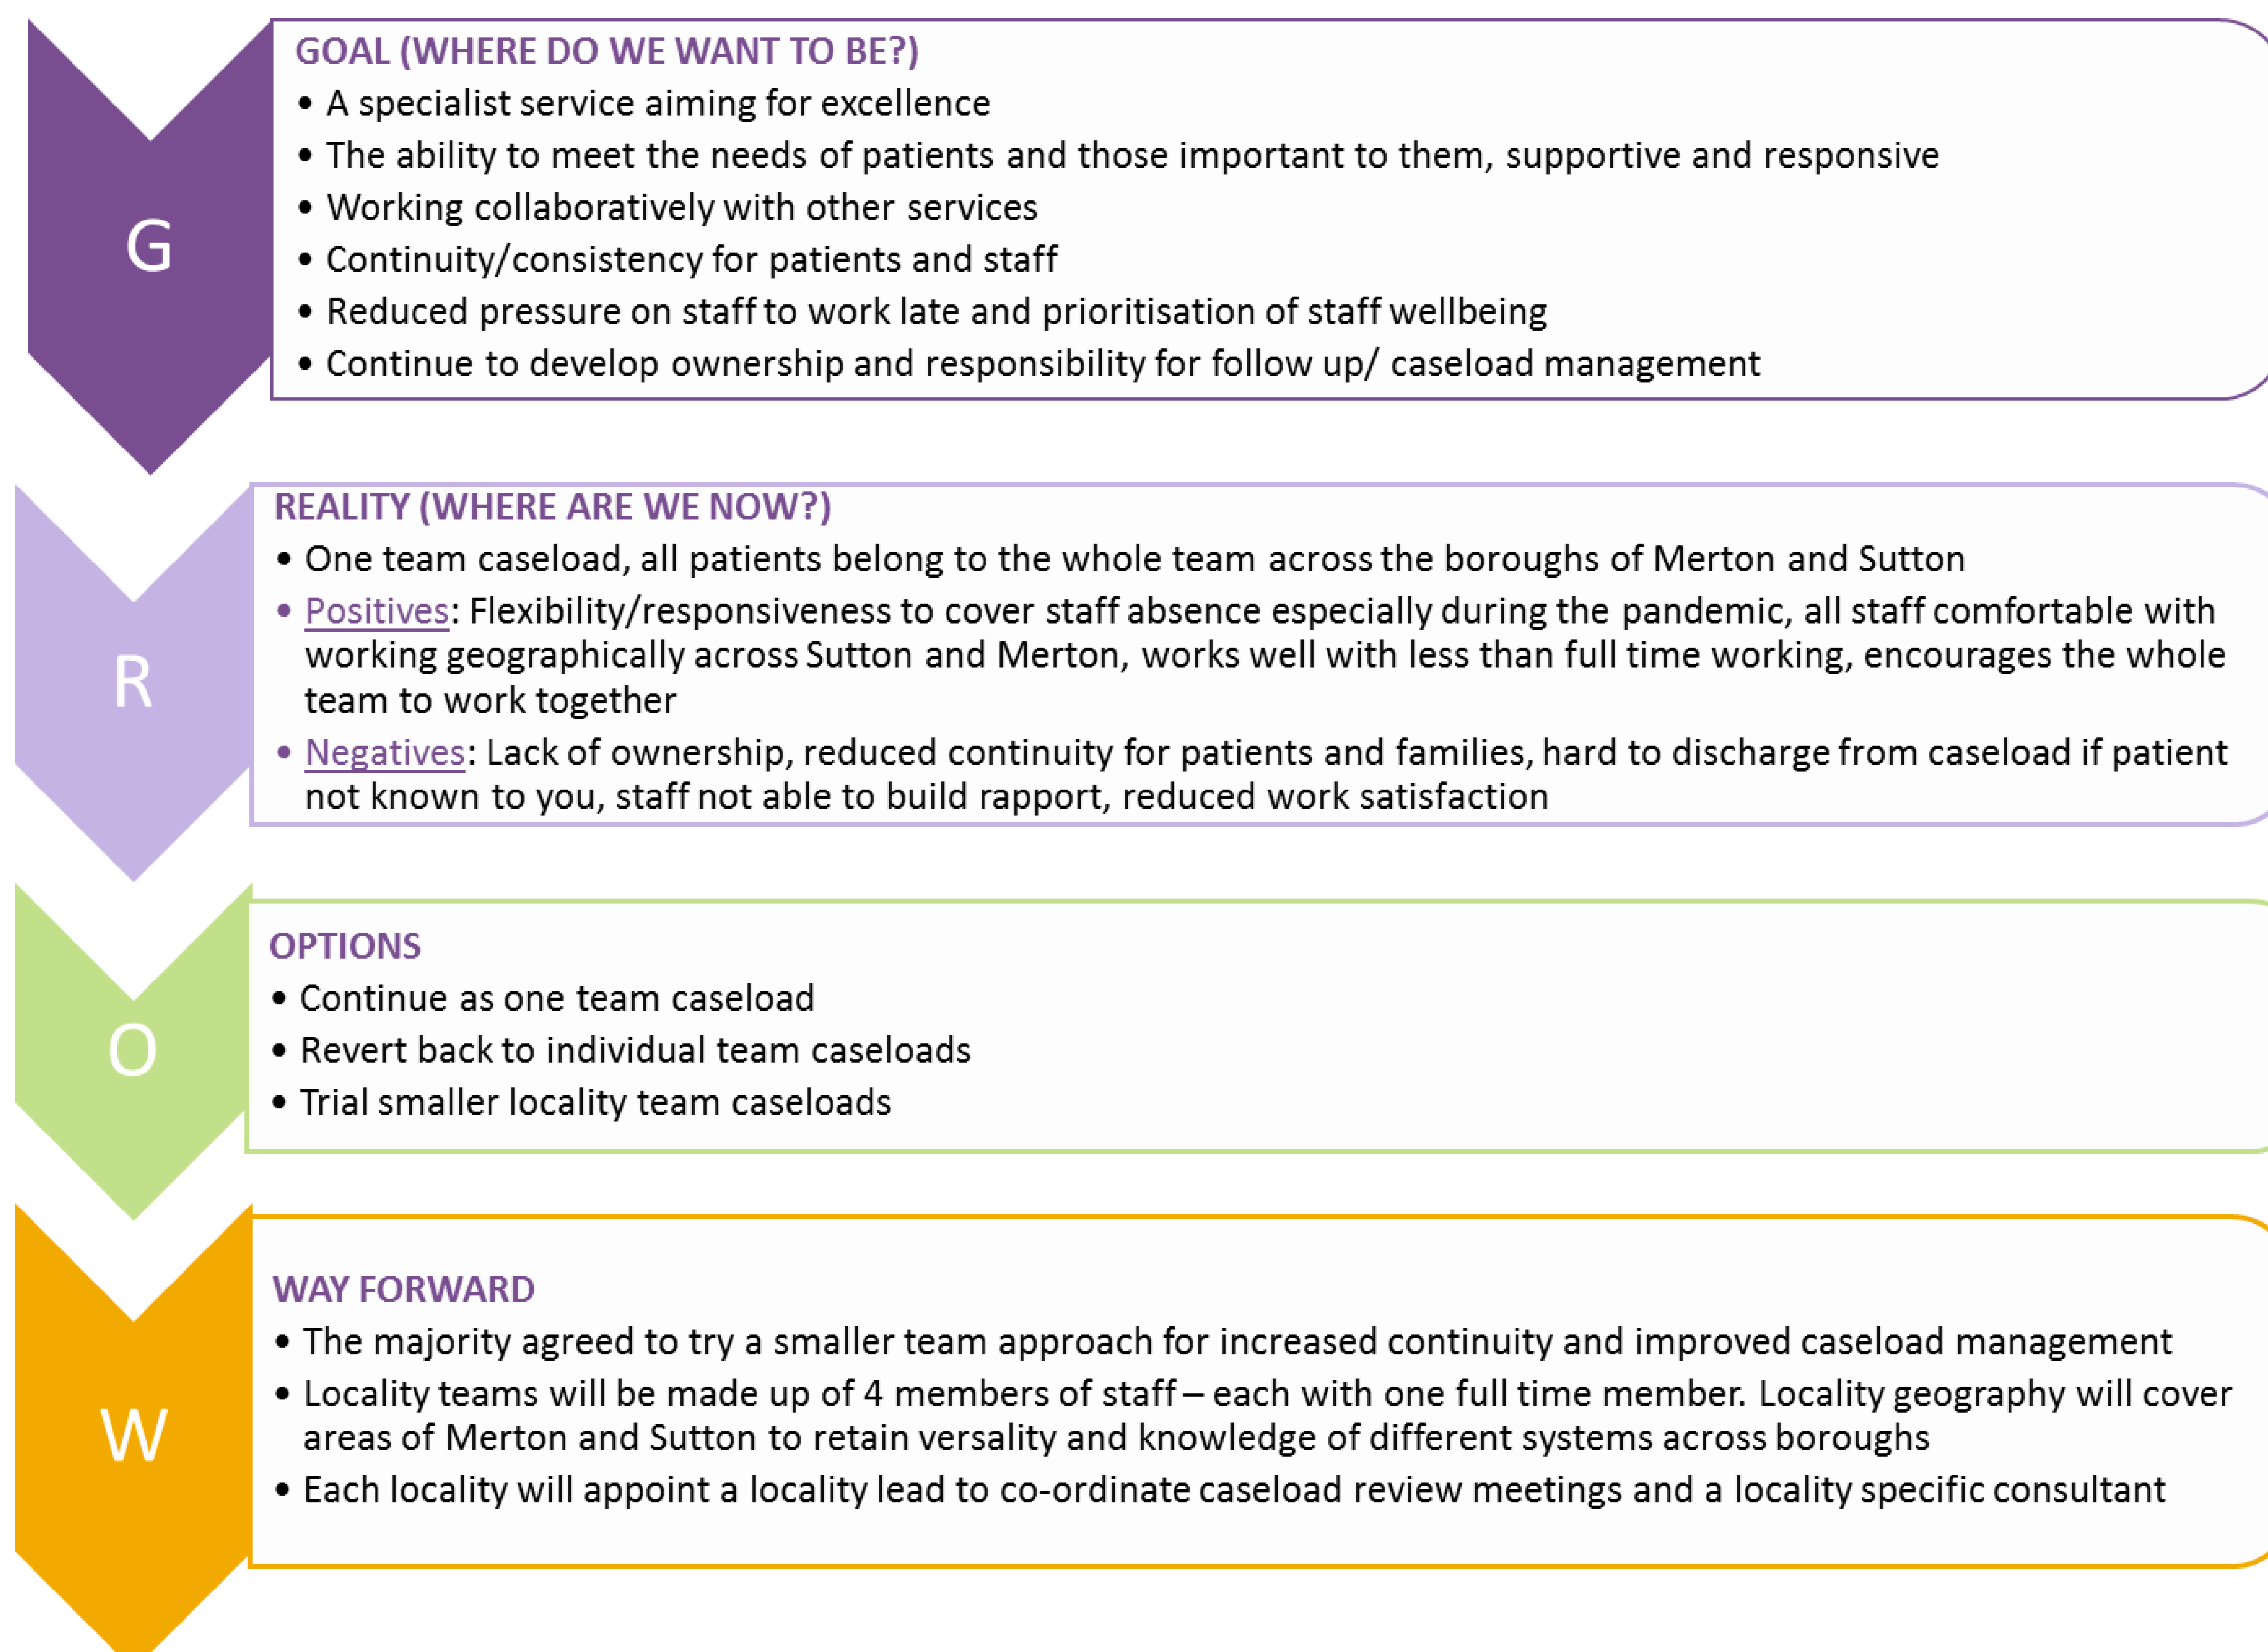 G
GOAL (WHERE DO WE WANT TO BE?)
• A specialist service aiming for excellence
• The ability to meet the needs of patients and those important to them, supportive and responsive
• Working collaboratively with other services
• Continuity/consistency for patients and staff
• Reduced pressure on staff to work late and prioritisation of staff wellbeing
• Continue to develop ownership and responsibility for follow up/ caseload management
R
REALITY (WHERE ARE WE NOW?)
• One team caseload, all patients belong to the whole team across the boroughs of Merton and Sutton
• Positives: Flexibility/responsiveness to cover staff absence especially during the pandemic, all staff comfortable with
working geographically across Sutton and Merton, works well with less than full time working, encourages the whole
team to work together
• Negatives: Lack of ownership, reduced continuity for patients and families, hard to discharge from caseload if patient
not known to you, staff not able to build rapport, reduced work satisfaction
O
OPTIONS
• Continue as one team caseload
• Revert back to individual team caseloads
• Trial smaller locality team caseloads
W
WAY FORWARD
• The majority agreed to try a smaller team approach for increased continuity and improved caseload management
• Locality teams will be made up of 4 members of staff – each with one full time member. Locality geography will cover
areas of Merton and Sutton to retain versality and knowledge of different systems across boroughs
• Each locality will appoint a locality lead to co-ordinate caseload review meetings and a locality specific consultant